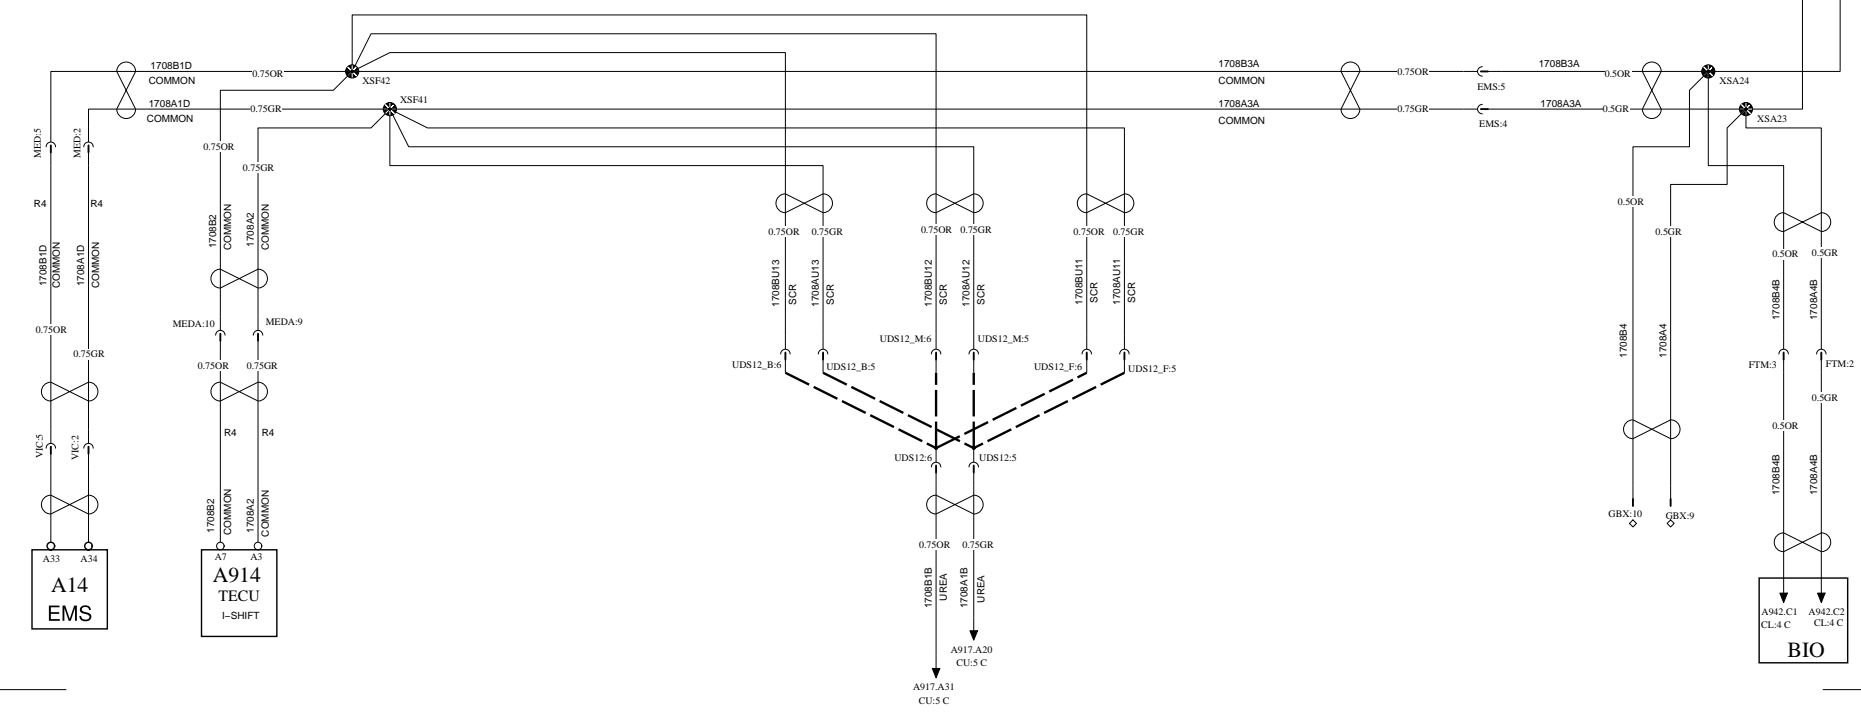 1708B1D
COMMON
0.75OR
XSF42
1708B3A
COMMON
0.75OR
EMS:5
1708B3A
0.5OR
XSA24
1708A1D
COMMON
0.75GR
XSF41
1708A3A
COMMON
0.75GR
EMS:4
1708A3A
0.5GR
XSA23
MED:5
MED:2
R4
R4
1708B1D
COMMON
1708A1D
COMMON
0.75OR
0.75GR
VIC:5
VIC:2
A33
A34
A14
EMS
0.75OR
0.75GR
1708B2
COMMON
1708A2
COMMON
MEDA:10
MEDA:9
0.75OR
0.75GR
R4
R4
1708B2
COMMON
1708A2
COMMON
A7
A3
A914
TECU
I–SHIFT
0.75OR
0.75GR
0.75OR
0.75GR
0.75OR
0.75GR
1708BU13
SCR
1708AU13
SCR
1708BU12
SCR
1708AU12
SCR
1708BU11
SCR
1708AU11
SCR
UDS12_M:6
UDS12_M:5
UDS12_B:6
UDS12_B:5
UDS12_F:6
UDS12_F:5
UDS12:6
UDS12:5
0.75OR
0.75GR
1708B1B
UREA
1708A1B
UREA
A917.A20
CU:5 C
A917.A31
CU:5 C
0.5OR
0.5GR
1708B4
1708A4
GBX:10
GBX:9
0.5OR
0.5GR
1708B4B
1708A4B
FTM:3
FTM:2
0.5GR
0.5OR
1708B4B
1708A4B
A942.C1
CL:4 C
A942.C2
CL:4 C
BIO